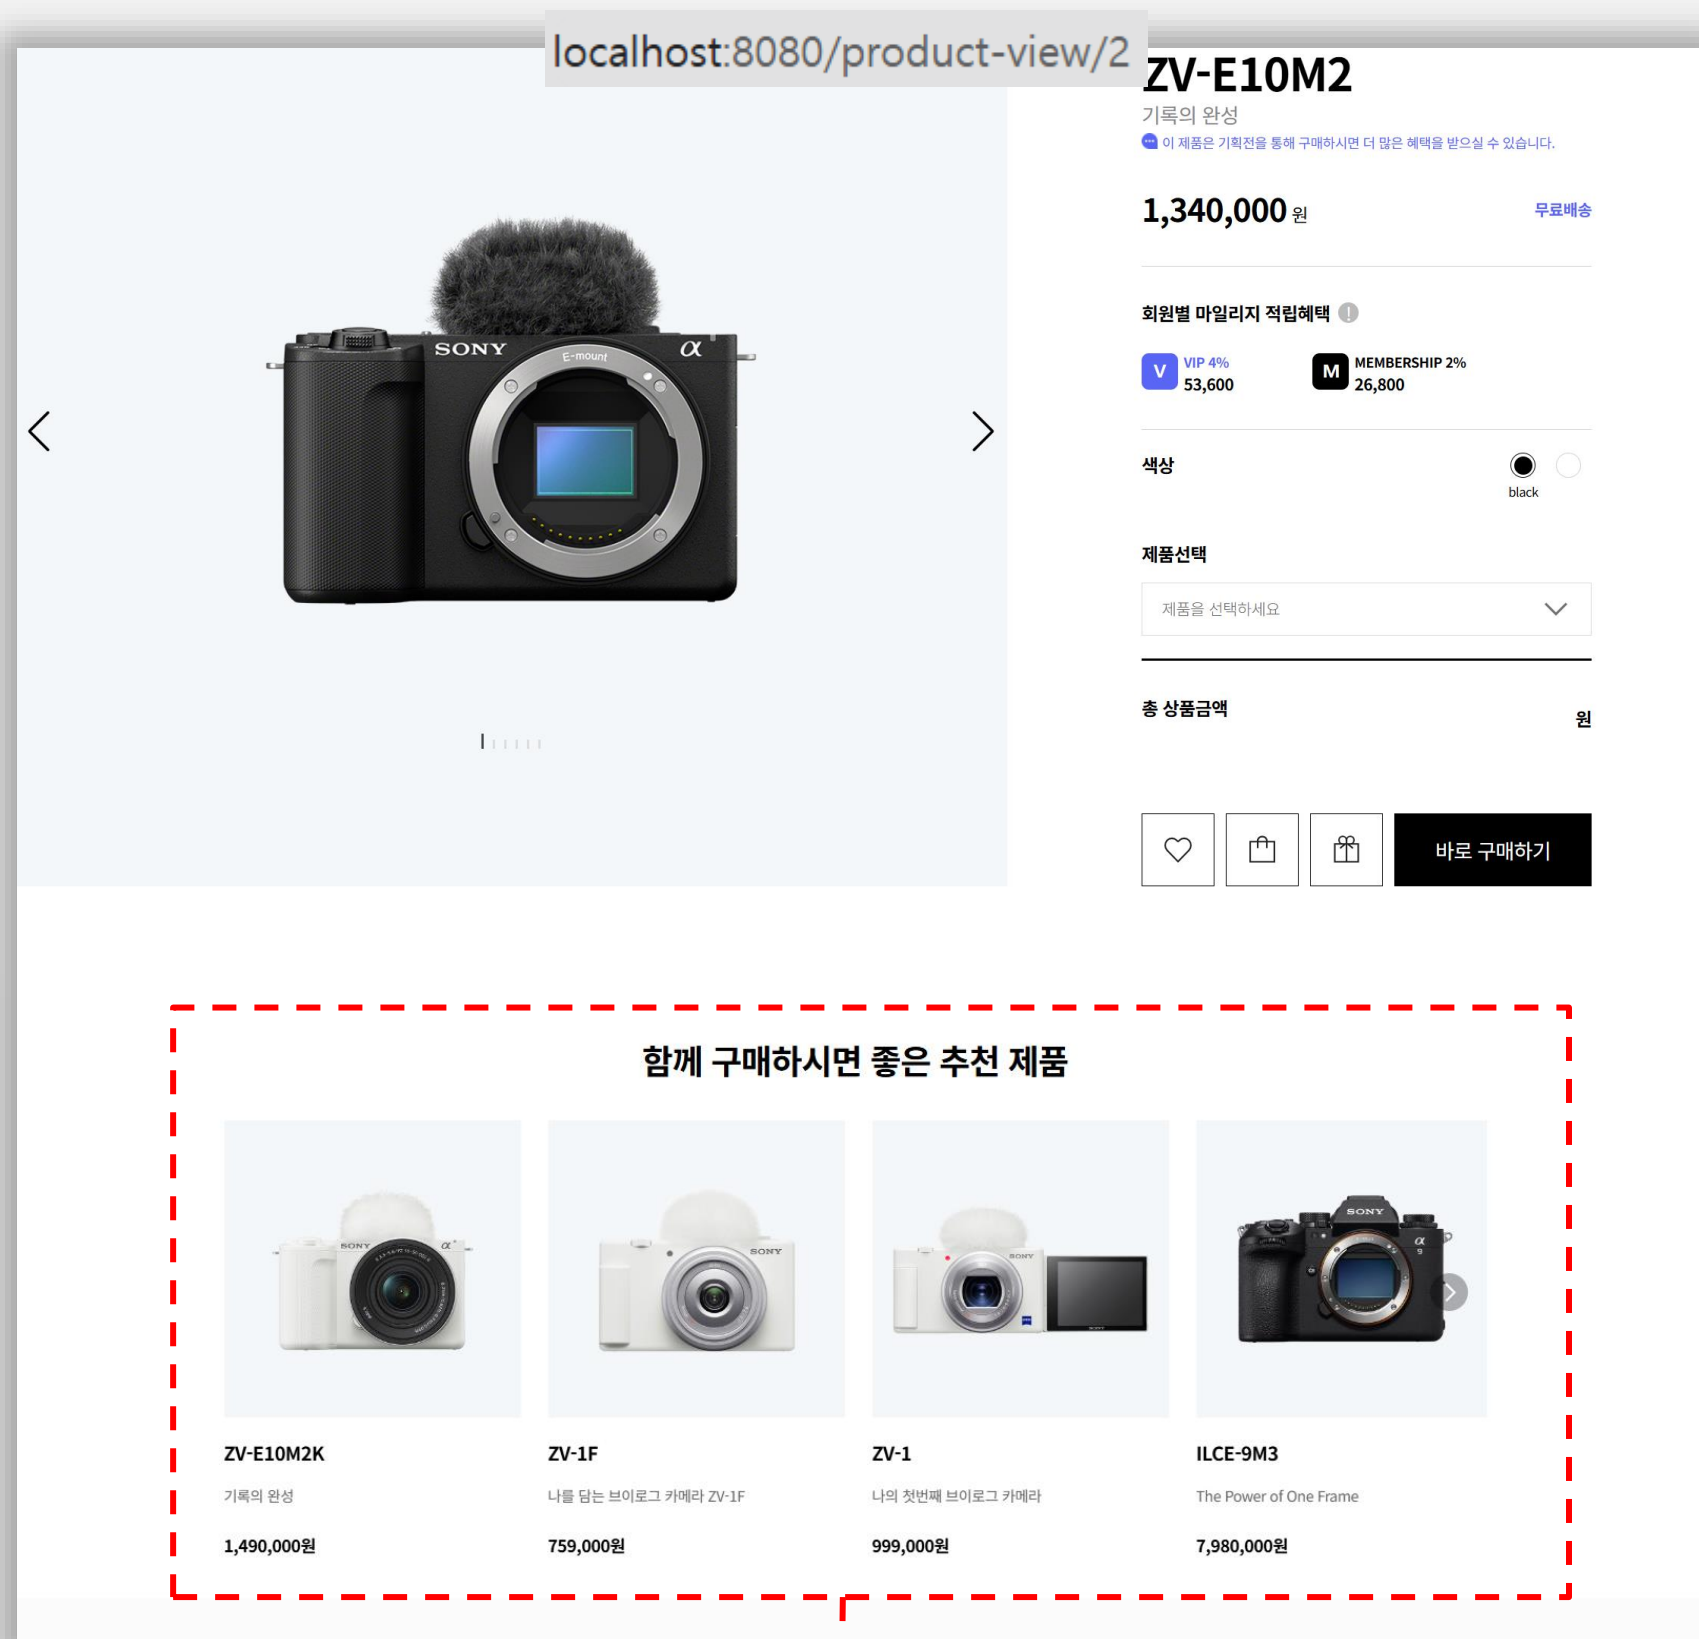 localhost:8080/product-view/2
ZV-E10M2
기록의 완성
이 제품은 기획전을 통해 구매하시면 더 많은 혜택을 받으실 수 있습니다.
1,340,000 원
무료배송
회원별 마일리지 적립혜택 !
V VIP 4%
53,600
M MEMBERSHIP 2%
26,800
색상
black
제품선택
제품을 선택하세요
총 상품금액
원
바로 구매하기
SONY
α
E-mount
함께 구매하시면 좋은 추천 제품
SONY α
SONY
SONY
SONY
SONY
α
9
ZV-E10M2K
기록의 완성
1,490,000원
ZV-1F
나를 담는 브이로그 카메라 ZV-1F
759,000원
ZV-1
나의 첫번째 브이로그 카메라
999,000원
ILCE-9M3
The Power of One Frame
7,980,000원